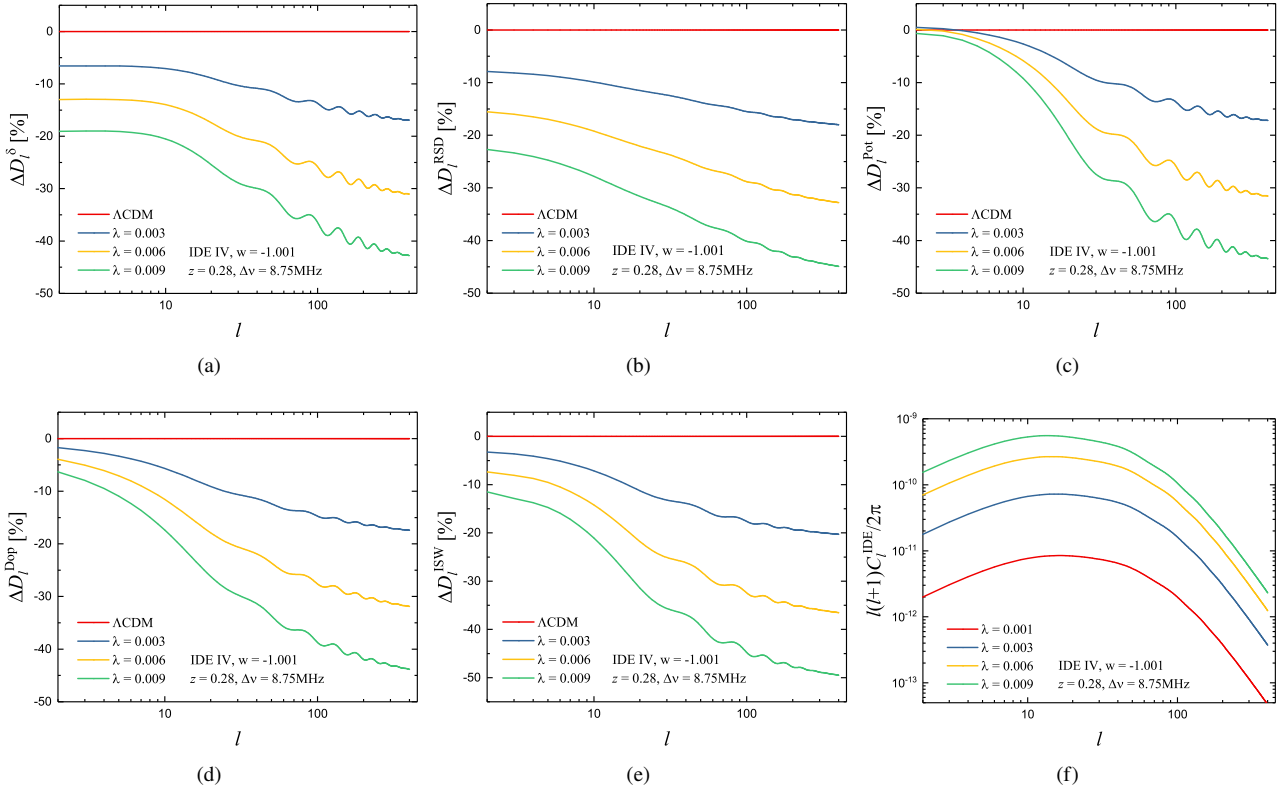 0
-10
-20
-30
-40
-50
ΔD_l^δ [%]
ΛCDM
λ = 0.003
λ = 0.006
λ = 0.009
IDE IV, w = -1.001
z = 0.28, Δν = 8.75MHz
10
100
l
(a)
0
-10
-20
-30
-40
-50
ΔD_l^RSD [%]
ΛCDM
λ = 0.003
λ = 0.006
λ = 0.009
IDE IV, w = -1.001
z = 0.28, Δν = 8.75MHz
10
100
l
(b)
0
-10
-20
-30
-40
-50
ΔD_l^Pot [%]
ΛCDM
λ = 0.003
λ = 0.006
λ = 0.009
IDE IV, w = -1.001
z = 0.28, Δν = 8.75MHz
10
100
l
(c)
0
-10
-20
-30
-40
-50
ΔD_l^Dop [%]
ΛCDM
λ = 0.003
λ = 0.006
λ = 0.009
IDE IV, w = -1.001
z = 0.28, Δν = 8.75MHz
10
100
l
(d)
0
-10
-20
-30
-40
-50
ΔD_l^ISW [%]
ΛCDM
λ = 0.003
λ = 0.006
λ = 0.009
IDE IV, w = -1.001
z = 0.28, Δν = 8.75MHz
10
100
l
(e)
10^-9
10^-10
10^-11
10^-12
10^-13
l(l+1)C_l^IDE/2π
λ = 0.001
λ = 0.003
λ = 0.006
λ = 0.009
IDE IV, w = -1.001
z = 0.28, Δν = 8.75MHz
10
100
l
(f)